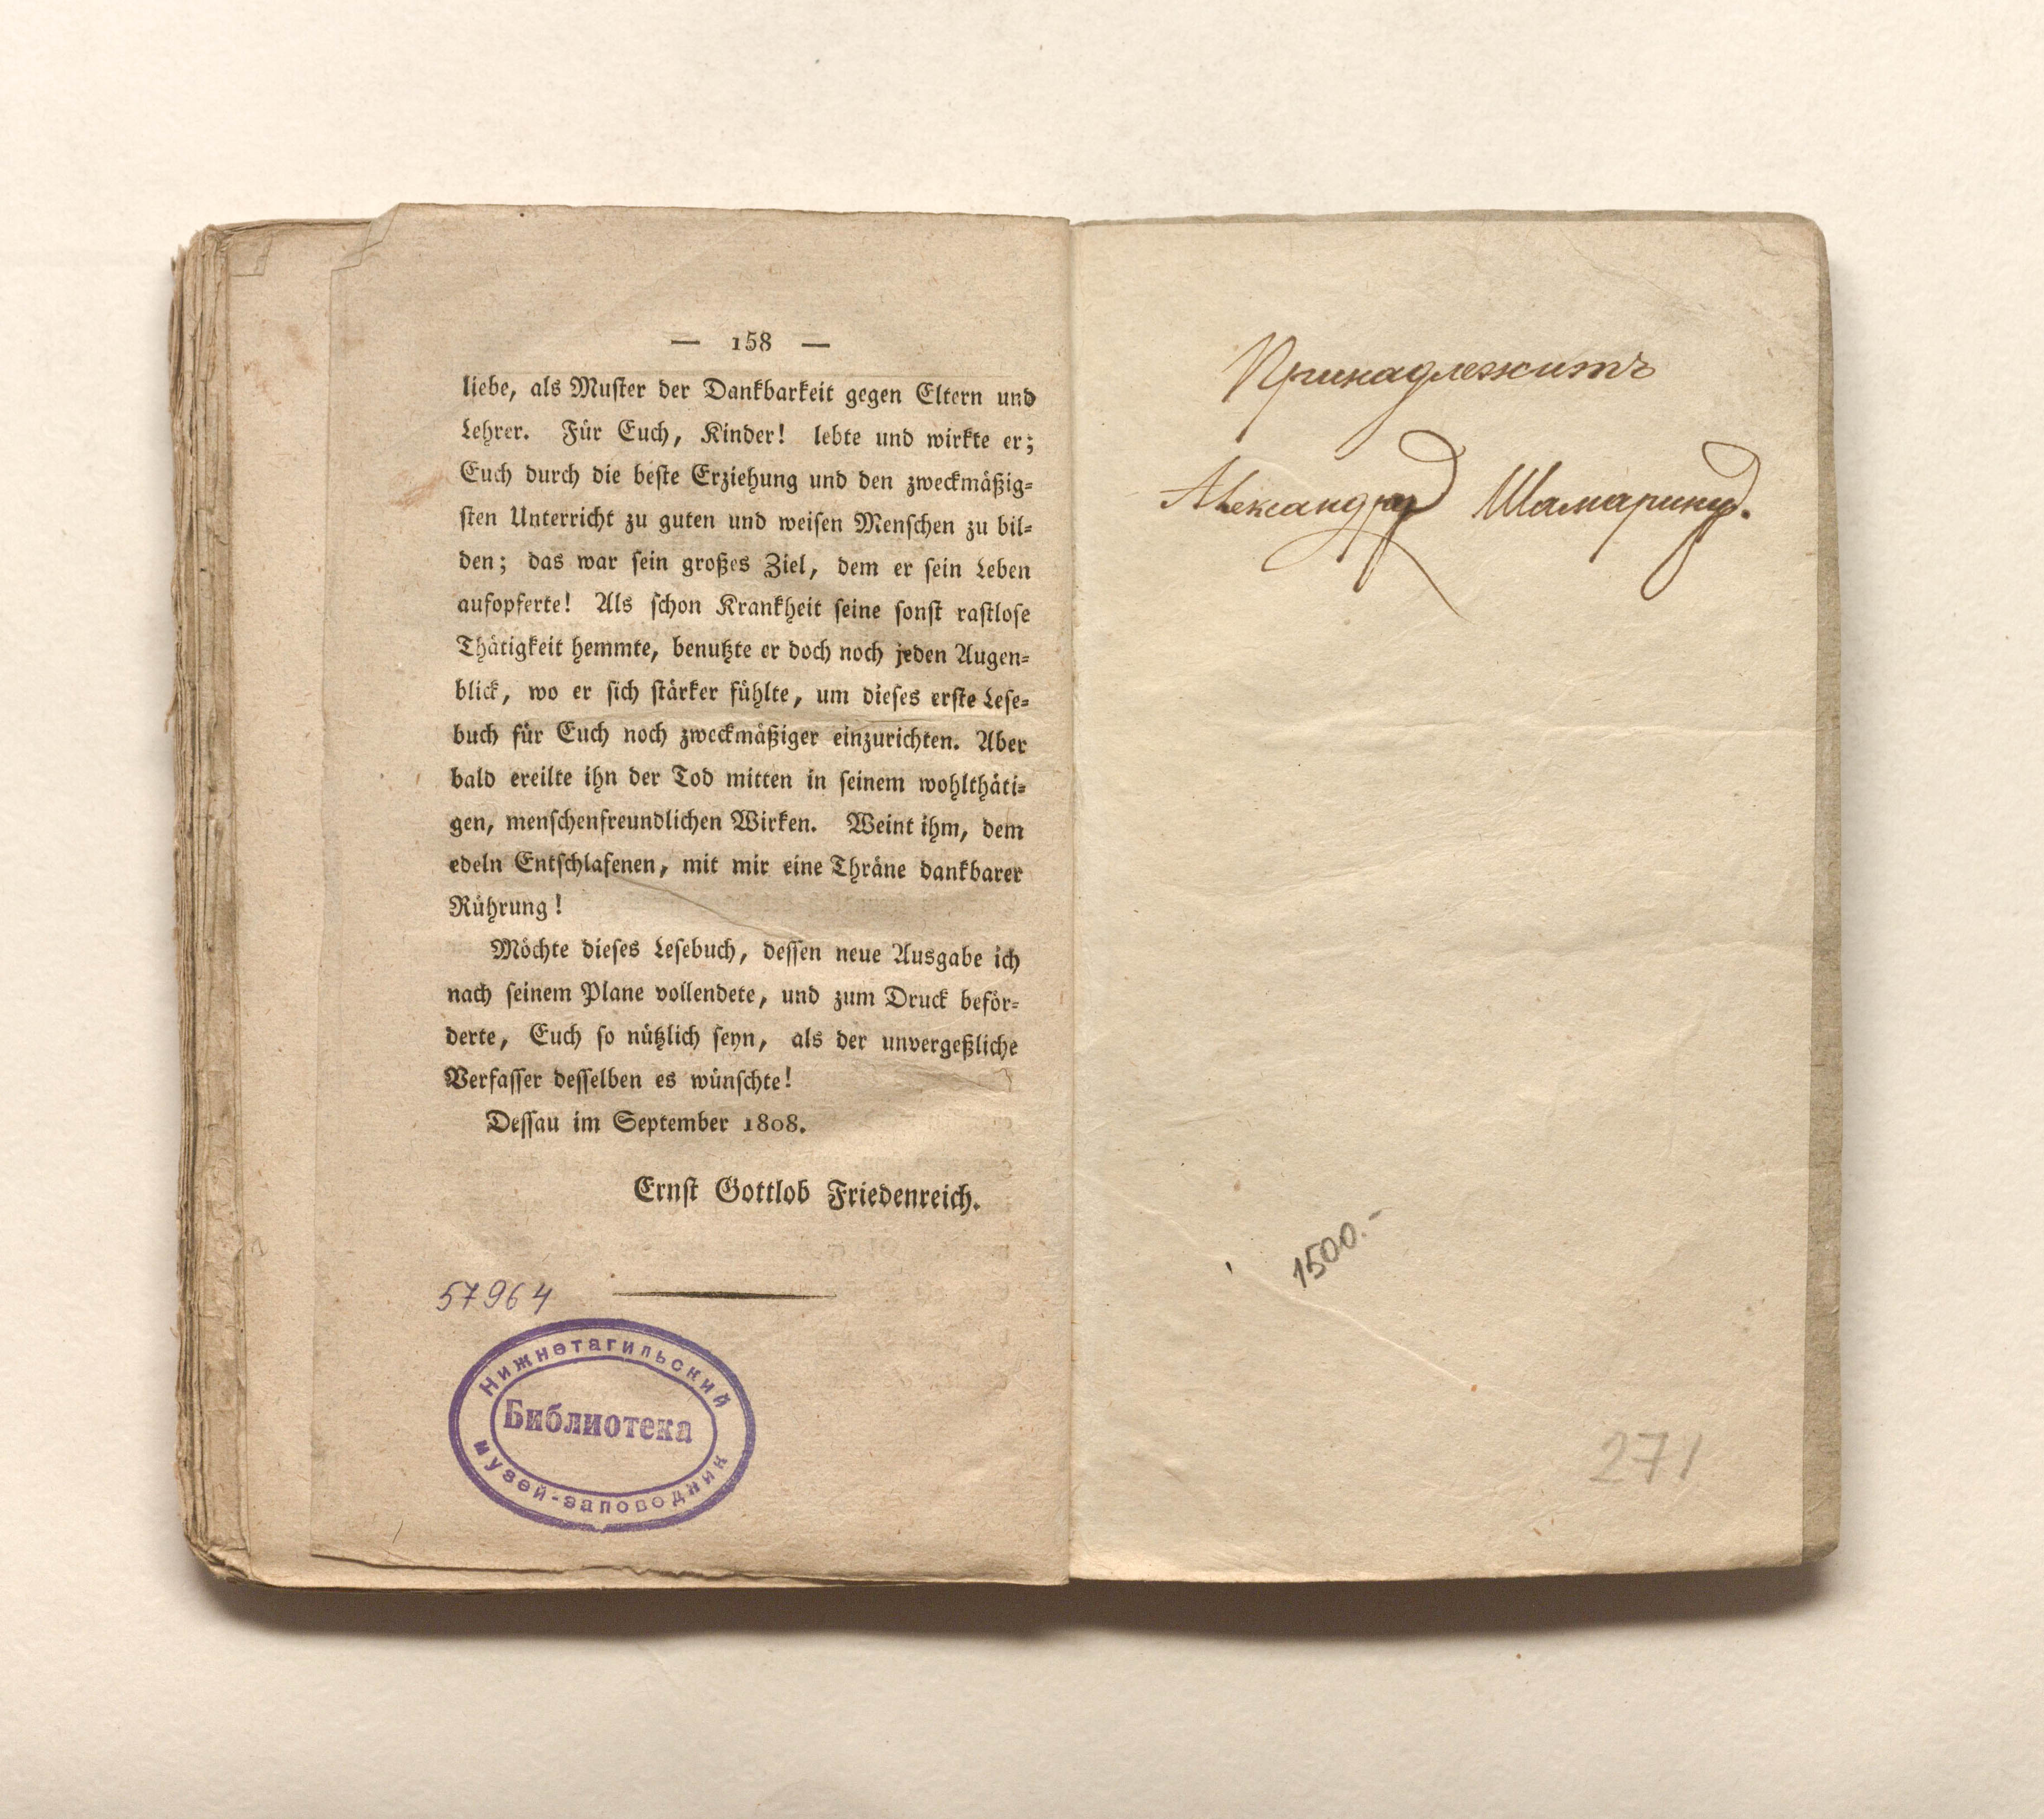 — 158 —
liebe, als Muſter der Dankbarkeit gegen Eltern und
Lehrer. Für Euch, Kinder! lebte und wirkte er;
Euch durch die beſte Erziehung und den zweckmäßig-
ſten Unterricht zu guten und weiſen Menſchen zu bil-
den; das war ſein großes Ziel, dem er ſein Leben
aufopferte! Als ſchon Krankheit ſeine ſonſt raſtloſe
Thätigkeit hemmte, benutzte er doch noch jeden Augen-
blick, wo er ſich ſtärker fühlte, um dieſes erſte Leſe-
buch für Euch noch zweckmäßiger einzurichten. Aber
bald ereilte ihn der Tod mitten in ſeinem wohlthäti-
gen, menſchenfreundlichen Wirken. Weint ihm, dem
edeln Entſchlafenen, mit mir eine Thräne dankbarer
Rührung!
Möchte dieſes Leſebuch, deſſen neue Ausgabe ich
nach ſeinem Plane vollendete, und zum Druck beför-
derte, Euch ſo nützlich ſeyn, als der unvergeßliche
Verfaſſer deſſelben es wünſchte!
Deſſau im September 1808.
Ernſt Gottlob Friedenreich.
57964
Нижнетагильский
Библиотека
музей-заповодник
Принадлежитъ
Александру Шамарину.
1500.-
271